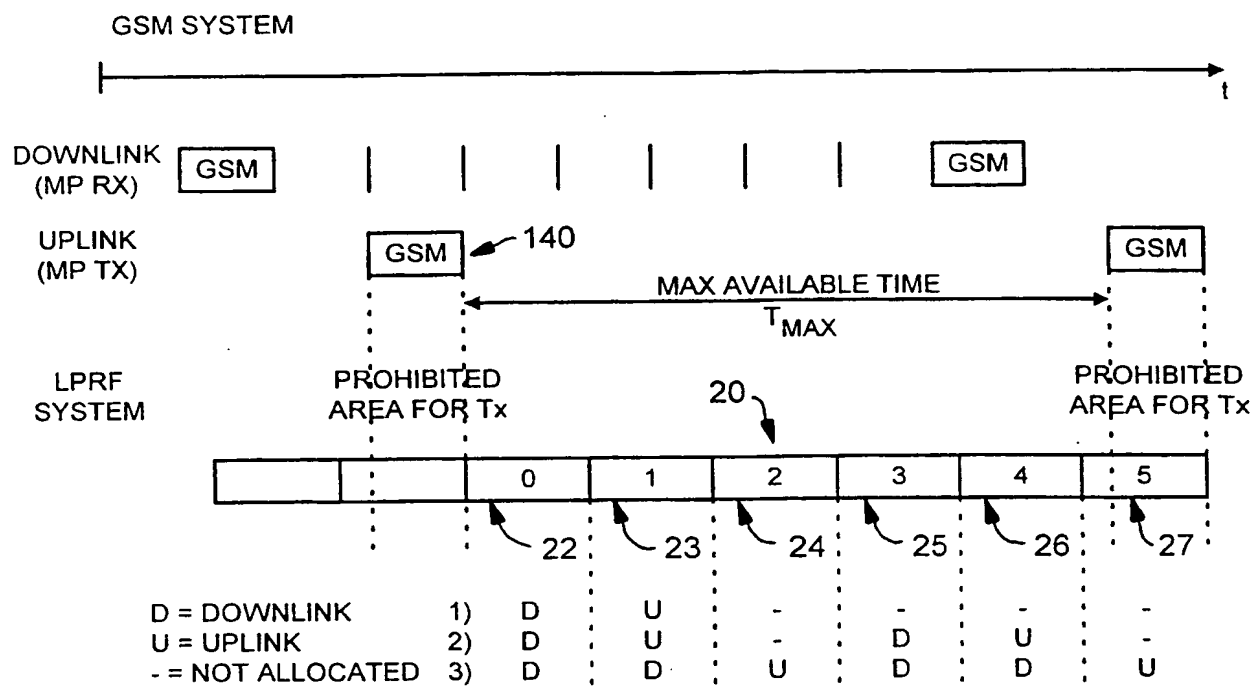 GSM SYSTEM
t
DOWNLINK
(MP RX)
GSM
GSM
UPLINK
(MP TX)
GSM
140
GSM
MAX AVAILABLE TIME
TMAX
LPRF
SYSTEM
PROHIBITED
AREA FOR Tx
20
PROHIBITED
AREA FOR Tx
0 1 2 3 4 5
22 23 24 25 26 27
D = DOWNLINK 1) D U - - - -
U = UPLINK 2) D U - D U -
- = NOT ALLOCATED 3) D D U D D U